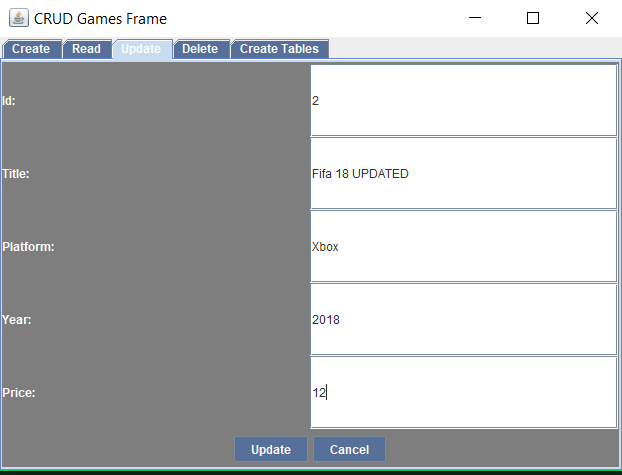 CRUD Games Frame
Create Read Update Delete Create Tables
Id: 2
Title: Fifa 18 UPDATED
Platform: Xbox
Year: 2018
Price: 12
Update Cancel